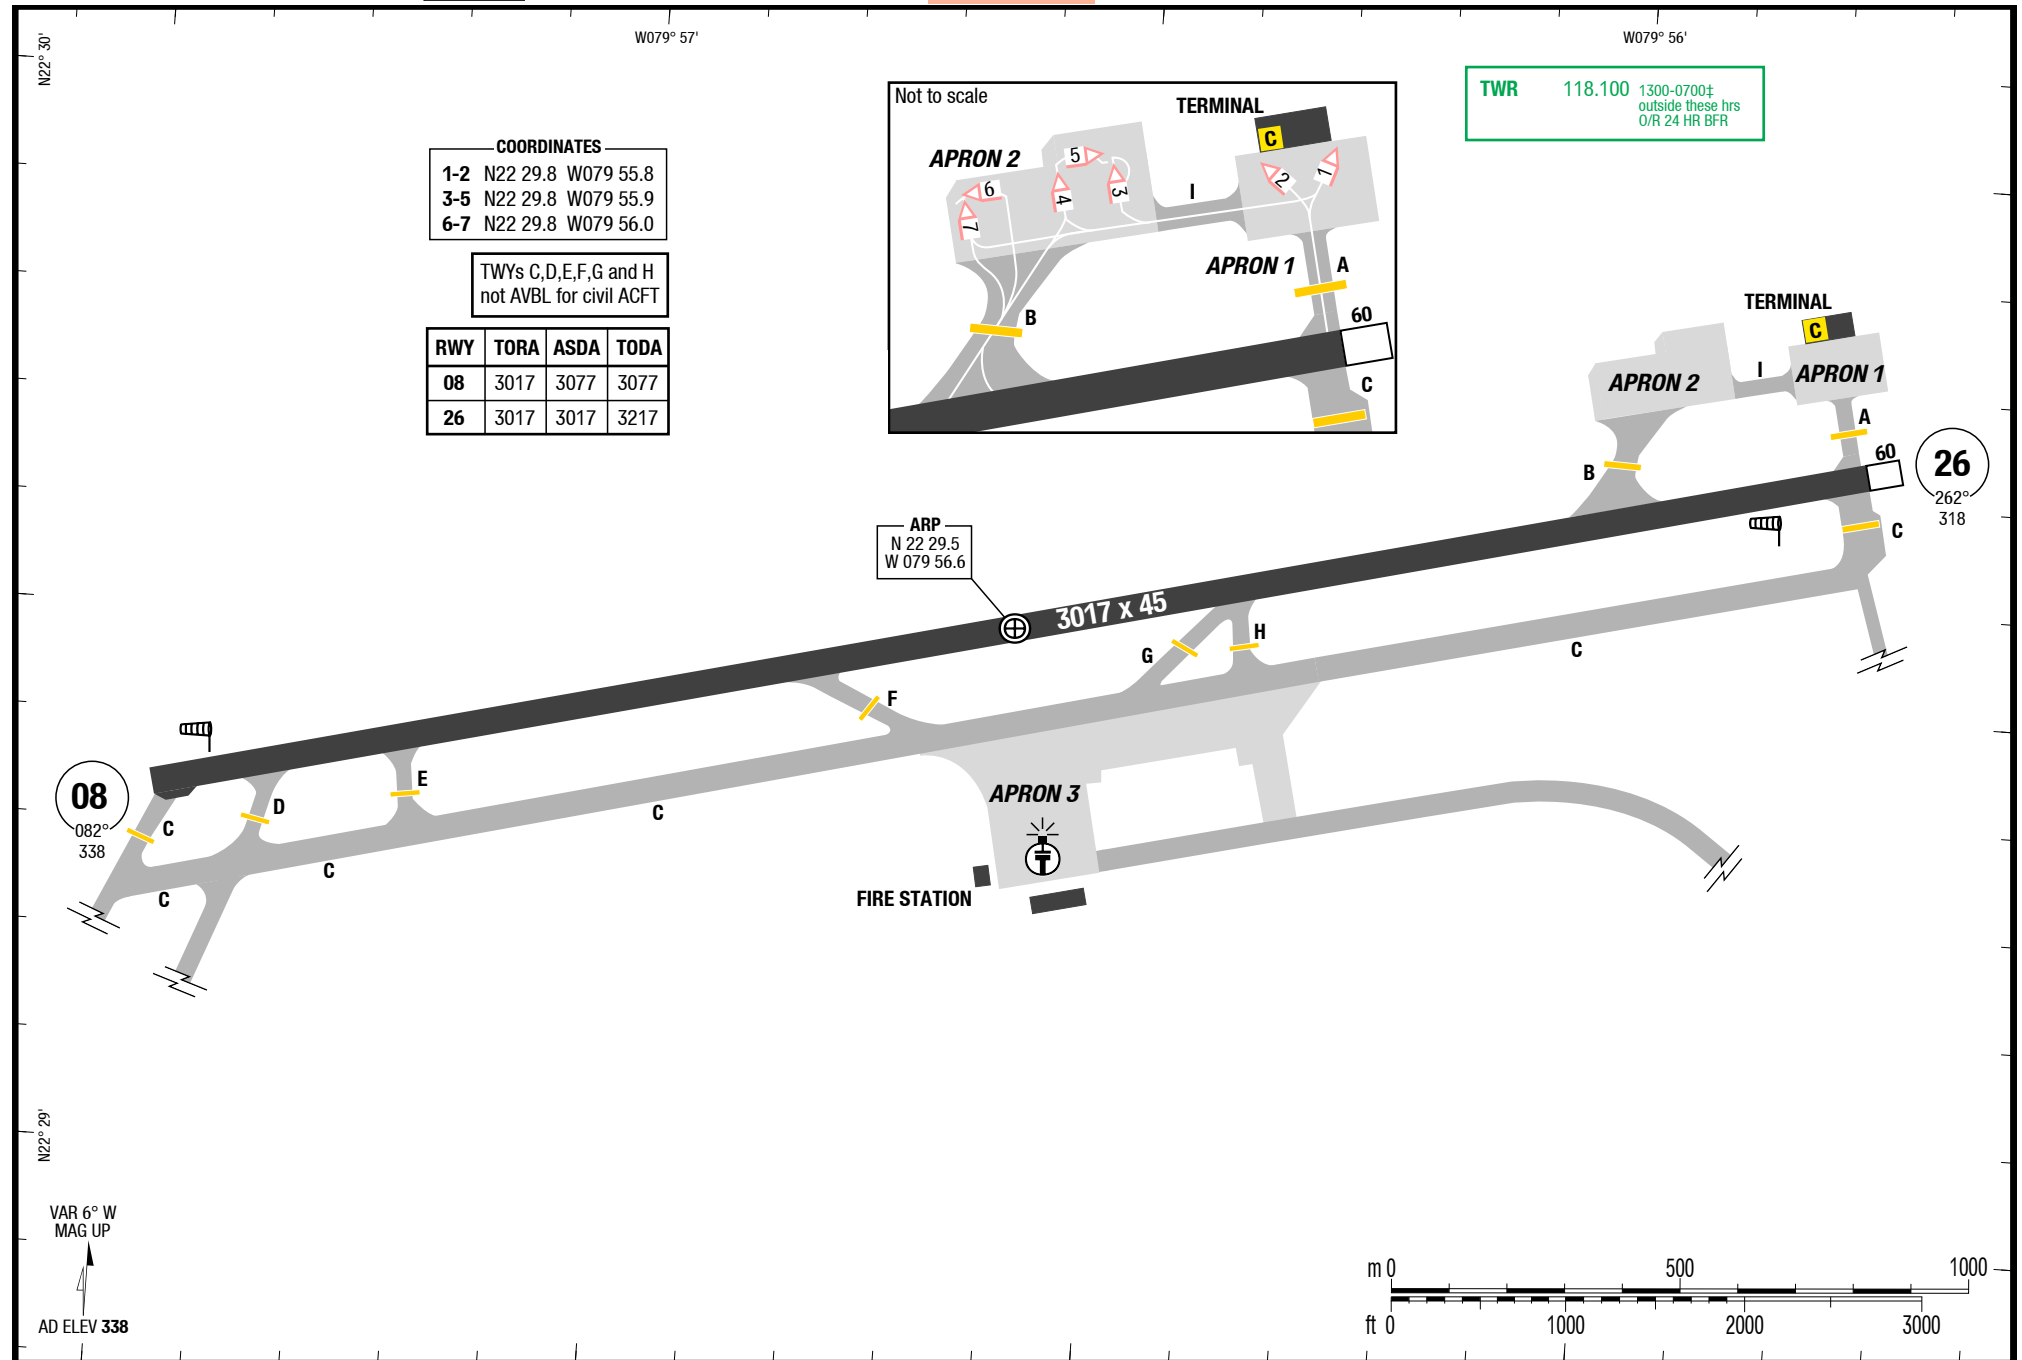 W079° 57'
W079° 56'
N22° 30'
TWR 118.100 1300-0700‡
outside these hrs
O/R 24 HR BFR
Not to scale
TERMINAL
C
APRON 2
5
6
7
4
3
2
1
I
APRON 1
A
B
60
C
COORDINATES
1-2 N22 29.8 W079 55.8
3-5 N22 29.8 W079 55.9
6-7 N22 29.8 W079 56.0
TWYs C,D,E,F,G and H
not AVBL for civil ACFT
RWY TORA ASDA TODA
08 3017 3077 3077
26 3017 3017 3217
TERMINAL
C
APRON 2
I
APRON 1
A
B
60
26
262°
318
C
ARP
N 22 29.5
W 079 56.6
3017 x 45
G
H
C
F
08
082°
338
C
D
E
C
C
C
APRON 3
FIRE STATION
N22° 29'
VAR 6° W
MAG UP
AD ELEV 338
m 0 500 1000
ft 0 1000 2000 3000